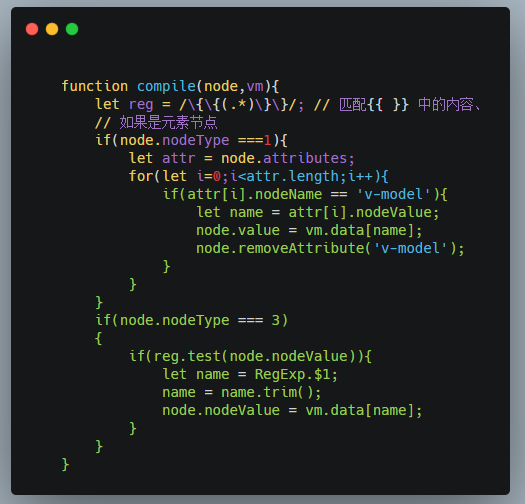 function compile(node,vm){
    let reg = /\{\{(.*)\}\}/; // 匹配{{ }} 中的内容、
    // 如果是元素节点
    if(node.nodeType ===1){
        let attr = node.attributes;
        for(let i=0;i<attr.length;i++){
            if(attr[i].nodeName == 'v-model'){
                let name = attr[i].nodeValue;
                node.value = vm.data[name];
                node.removeAttribute('v-model');
            }
        }
    }
    if(node.nodeType === 3)
    {
        if(reg.test(node.nodeValue)){
            let name = RegExp.$1;
            name = name.trim();
            node.nodeValue = vm.data[name];
        }
    }
}